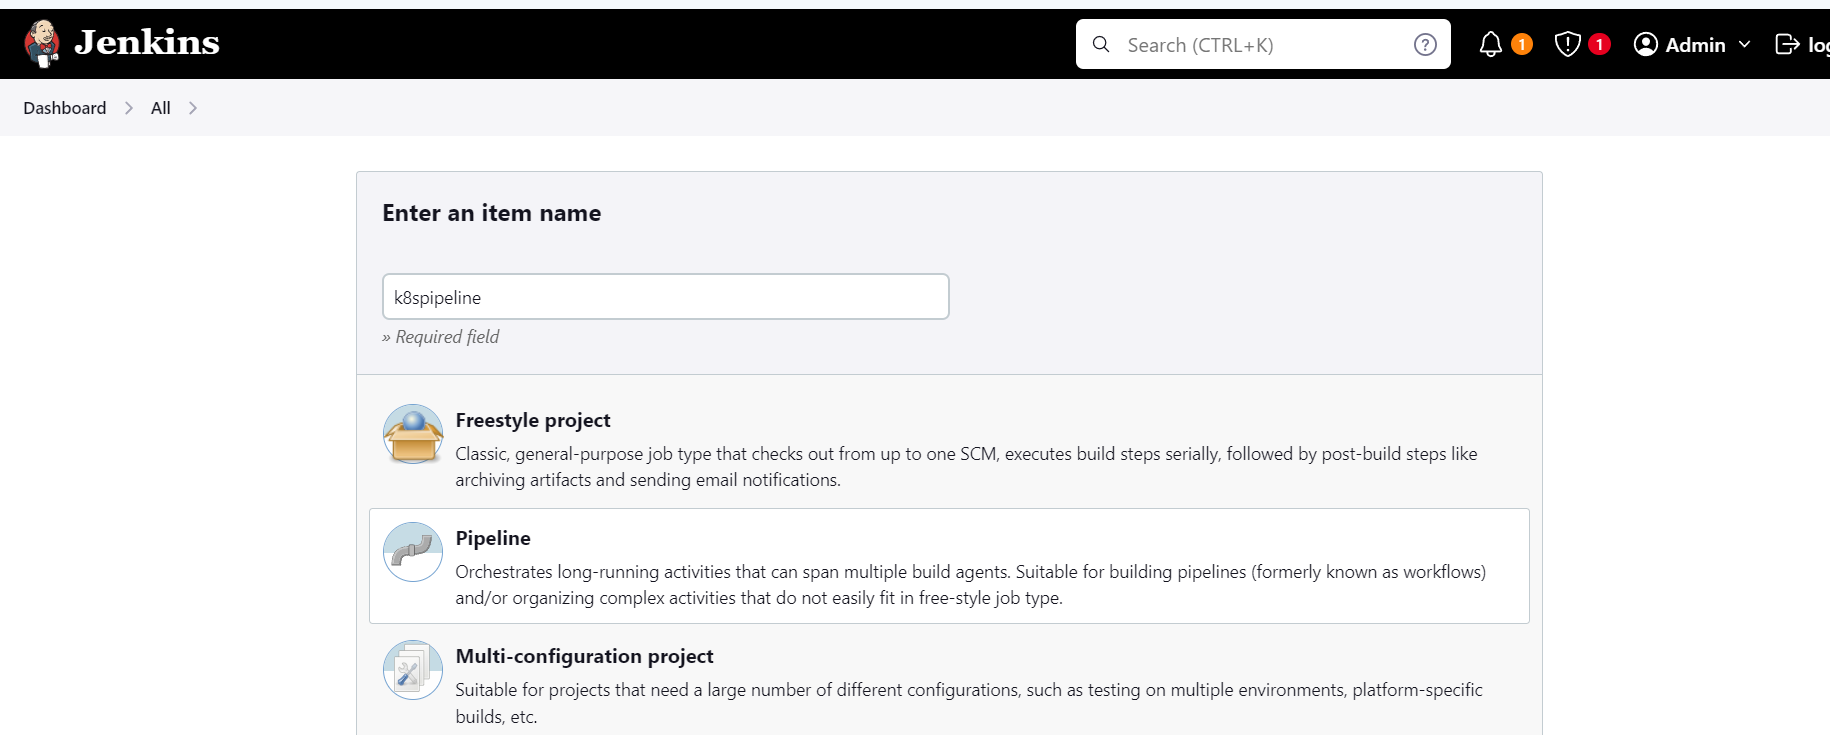 Jenkins
Search (CTRL+K)
1
1
Admin
Dashboard
All
Enter an item name
k8spipeline
» Required field
Freestyle project
Classic, general-purpose job type that checks out from up to one SCM, executes build steps serially, followed by post-build steps like
archiving artifacts and sending email notifications.
Pipeline
Orchestrates long-running activities that can span multiple build agents. Suitable for building pipelines (formerly known as workflows)
and/or organizing complex activities that do not easily fit in free-style job type.
Multi-configuration project
Suitable for projects that need a large number of different configurations, such as testing on multiple environments, platform-specific
builds, etc.